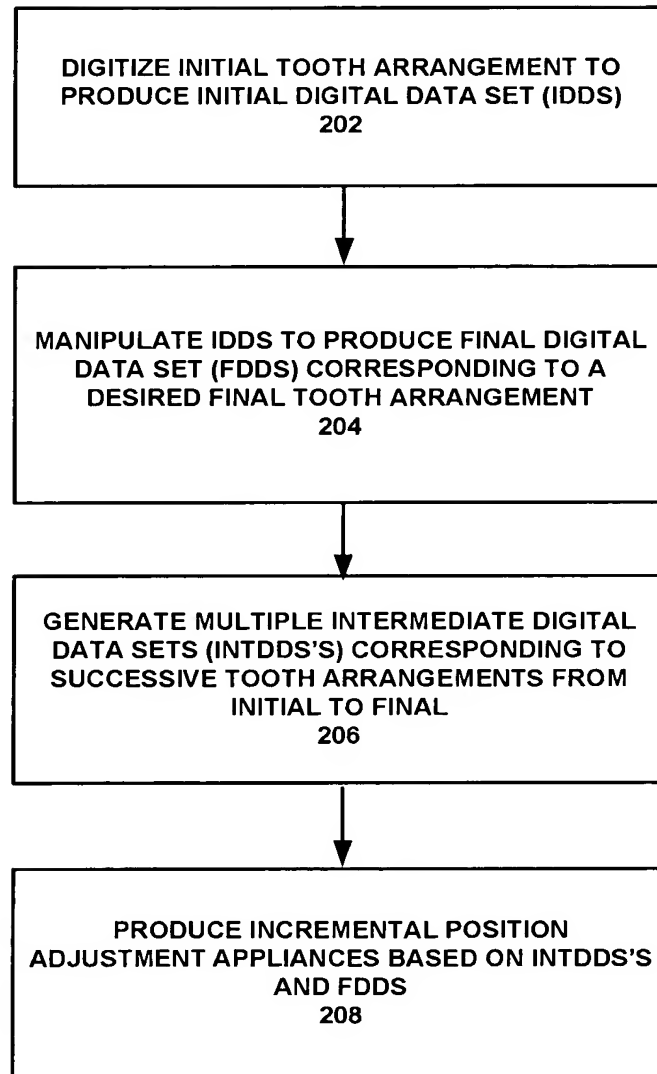 DIGITIZE INITIAL TOOTH ARRANGEMENT TO
PRODUCE INITIAL DIGITAL DATA SET (IDDS)
202
MANIPULATE IDDS TO PRODUCE FINAL DIGITAL
DATA SET (FDDS) CORRESPONDING TO A
DESIRED FINAL TOOTH ARRANGEMENT
204
GENERATE MULTIPLE INTERMEDIATE DIGITAL
DATA SETS (INTDDS'S) CORRESPONDING TO
SUCCESSIVE TOOTH ARRANGEMENTS FROM
INITIAL TO FINAL
206
PRODUCE INCREMENTAL POSITION
ADJUSTMENT APPLIANCES BASED ON INTDDS'S
AND FDDS
208